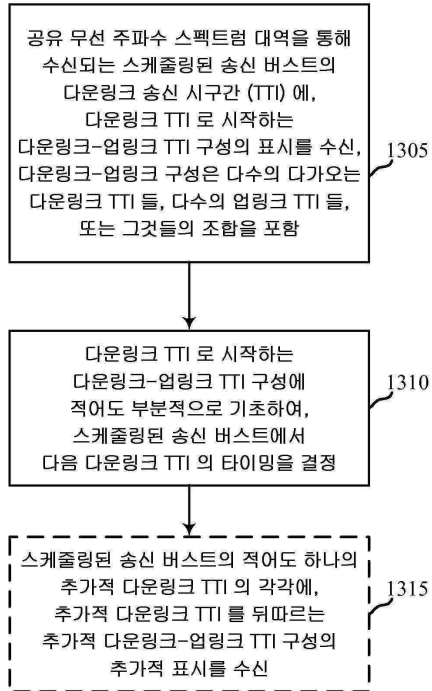 공유 무선 주파수 스펙트럼 대역을 통해
수신되는 스케줄링된 송신 버스트의
다운링크 송신 시구간 (TTI) 에,
다운링크 TTI 로 시작하는
다운링크-업링크 TTI 구성의 표시를 수신,
다운링크-업링크 구성은 다수의 다가오는
다운링크 TTI 들, 다수의 업링크 TTI 들,
또는 그것들의 조합을 포함
1305
다운링크 TTI 로 시작하는
다운링크-업링크 TTI 구성에
적어도 부분적으로 기초하여,
스케줄링된 송신 버스트에서
다음 다운링크 TTI 의 타이밍을 결정
1310
스케줄링된 송신 버스트의 적어도 하나의
추가적 다운링크 TTI 의 각각에,
추가적 다운링크 TTI 를 뒤따르는
추가적 다운링크-업링크 TTI 구성의
추가적 표시를 수신
1315